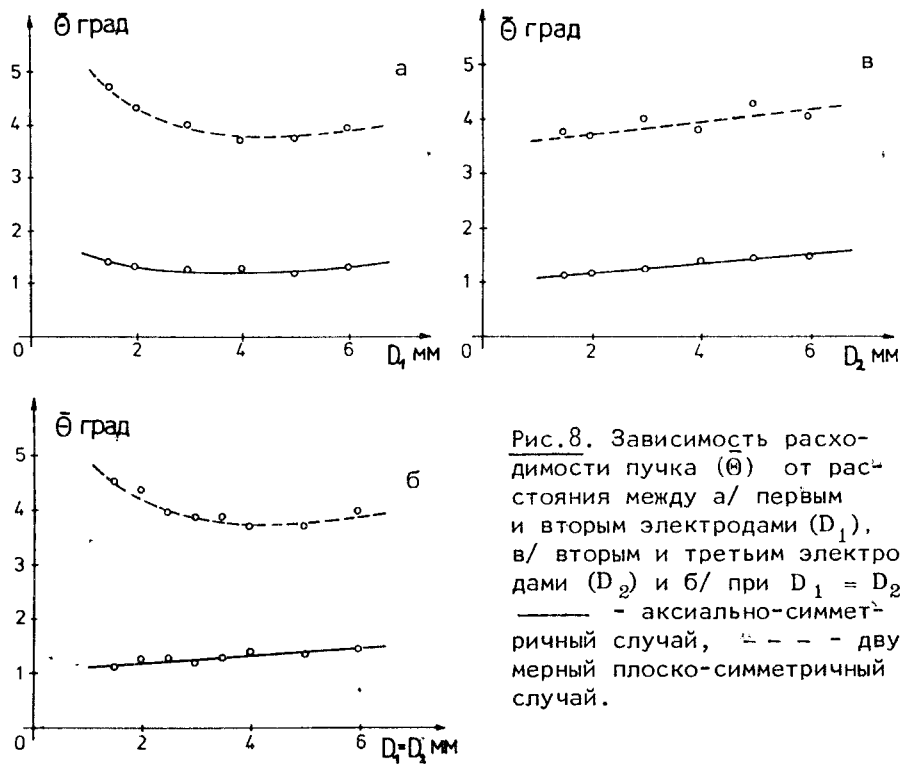 Θ̄ град
а
5
4
3
2
1
0
2
4
6
D₁ мм
Θ̄ град
в
5
4
3
2
1
0
2
4
6
D₂ мм
Θ̄ град
б
5
4
3
2
1
0
2
4
6
D₁=D₂ мм
Рис.8. Зависимость расхо-
димости пучка (Θ̄) от рас-
стояния между а/ первым
и вторым электродами (D₁),
в/ вторым и третьим электро
дами (D₂) и б/ при D₁ = D₂
——— - аксиально-симмет-
ричный случай, - - - - - дву
мерный плоско-симметричный
случай.